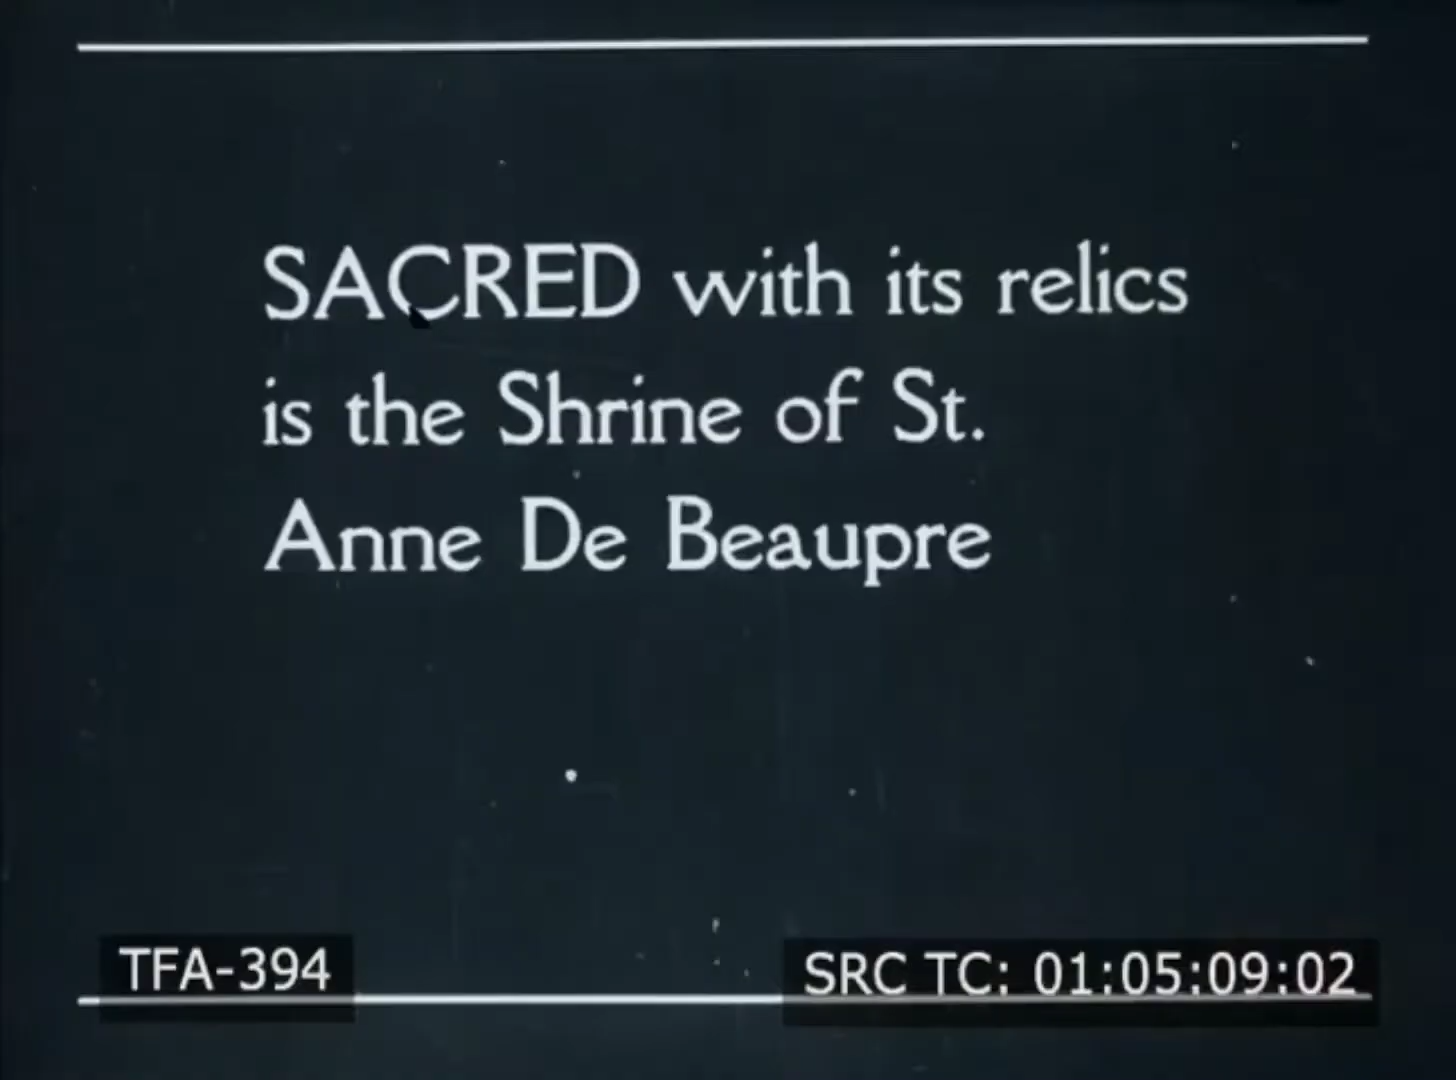 SACRED with its relics
is the Shrine of St.
Anne De Beaupre
TFA-394
SRC TC: 01:05:09:02